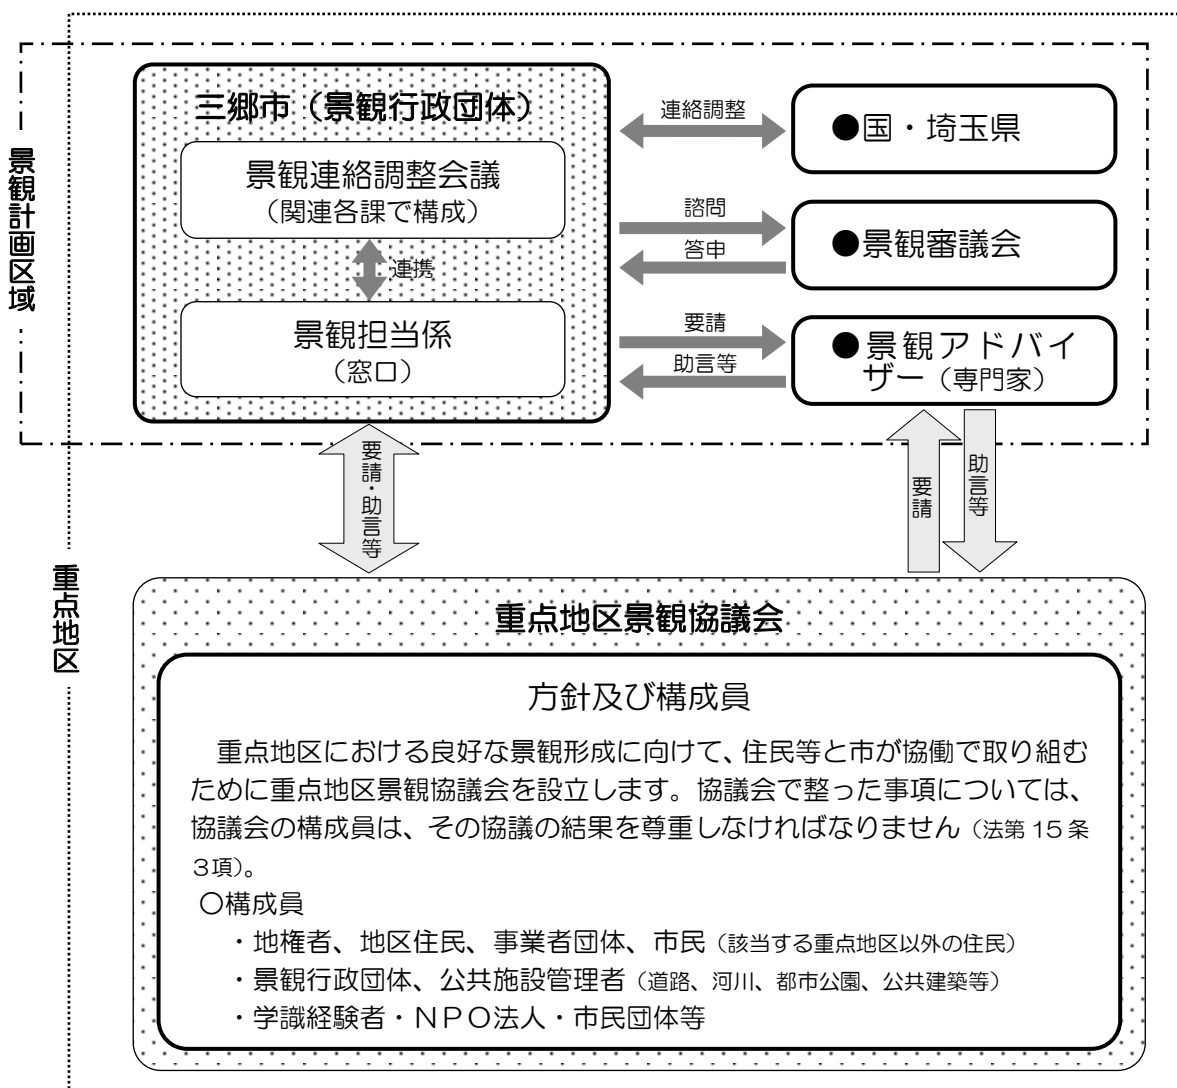 景観計画区域
三郷市（景観行政団体）
景観連絡調整会議
（関連各課で構成）
連携
景観担当係
（窓口）
連絡調整
●国・埼玉県
諮問
答申
●景観審議会
要請
助言等
●景観アドバイ
ザー（専門家）
要請・助言等
要請
助言等
重点地区
重点地区景観協議会
方針及び構成員
　重点地区における良好な景観形成に向けて、住民等と市が協働で取り組む
ために重点地区景観協議会を設立します。協議会で整った事項については、
協議会の構成員は、その協議の結果を尊重しなければなりません（法第 15 条
３項）。
○構成員
・地権者、地区住民、事業者団体、市民（該当する重点地区以外の住民）
・景観行政団体、公共施設管理者（道路、河川、都市公園、公共建築等）
・学識経験者・ＮＰＯ法人・市民団体等